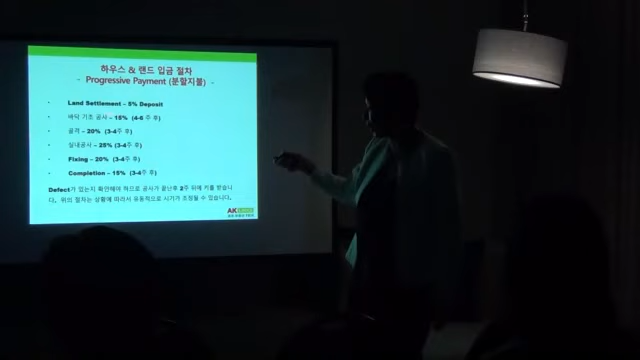 하우스 & 랜드 입금 절차
- Progressive Payment (분할지불) -
• Land Settlement – 5% Deposit
• 바닥 기초 공사 – 15% (4-6 주 후)
• 골격 – 20% (3-4주 후)
• 실내공사 – 25% (3-4주 후)
• Fixing – 20% (3-4주 후)
• Completion – 15% (3-4주 후)
Defect가 있는지 확인해야 하므로 공사가 끝난후 2주 뒤에 키를 받습니
다. 위의 절차는 상황에 따라서 유동적으로 시기가 조정될 수 있습니다.
AK